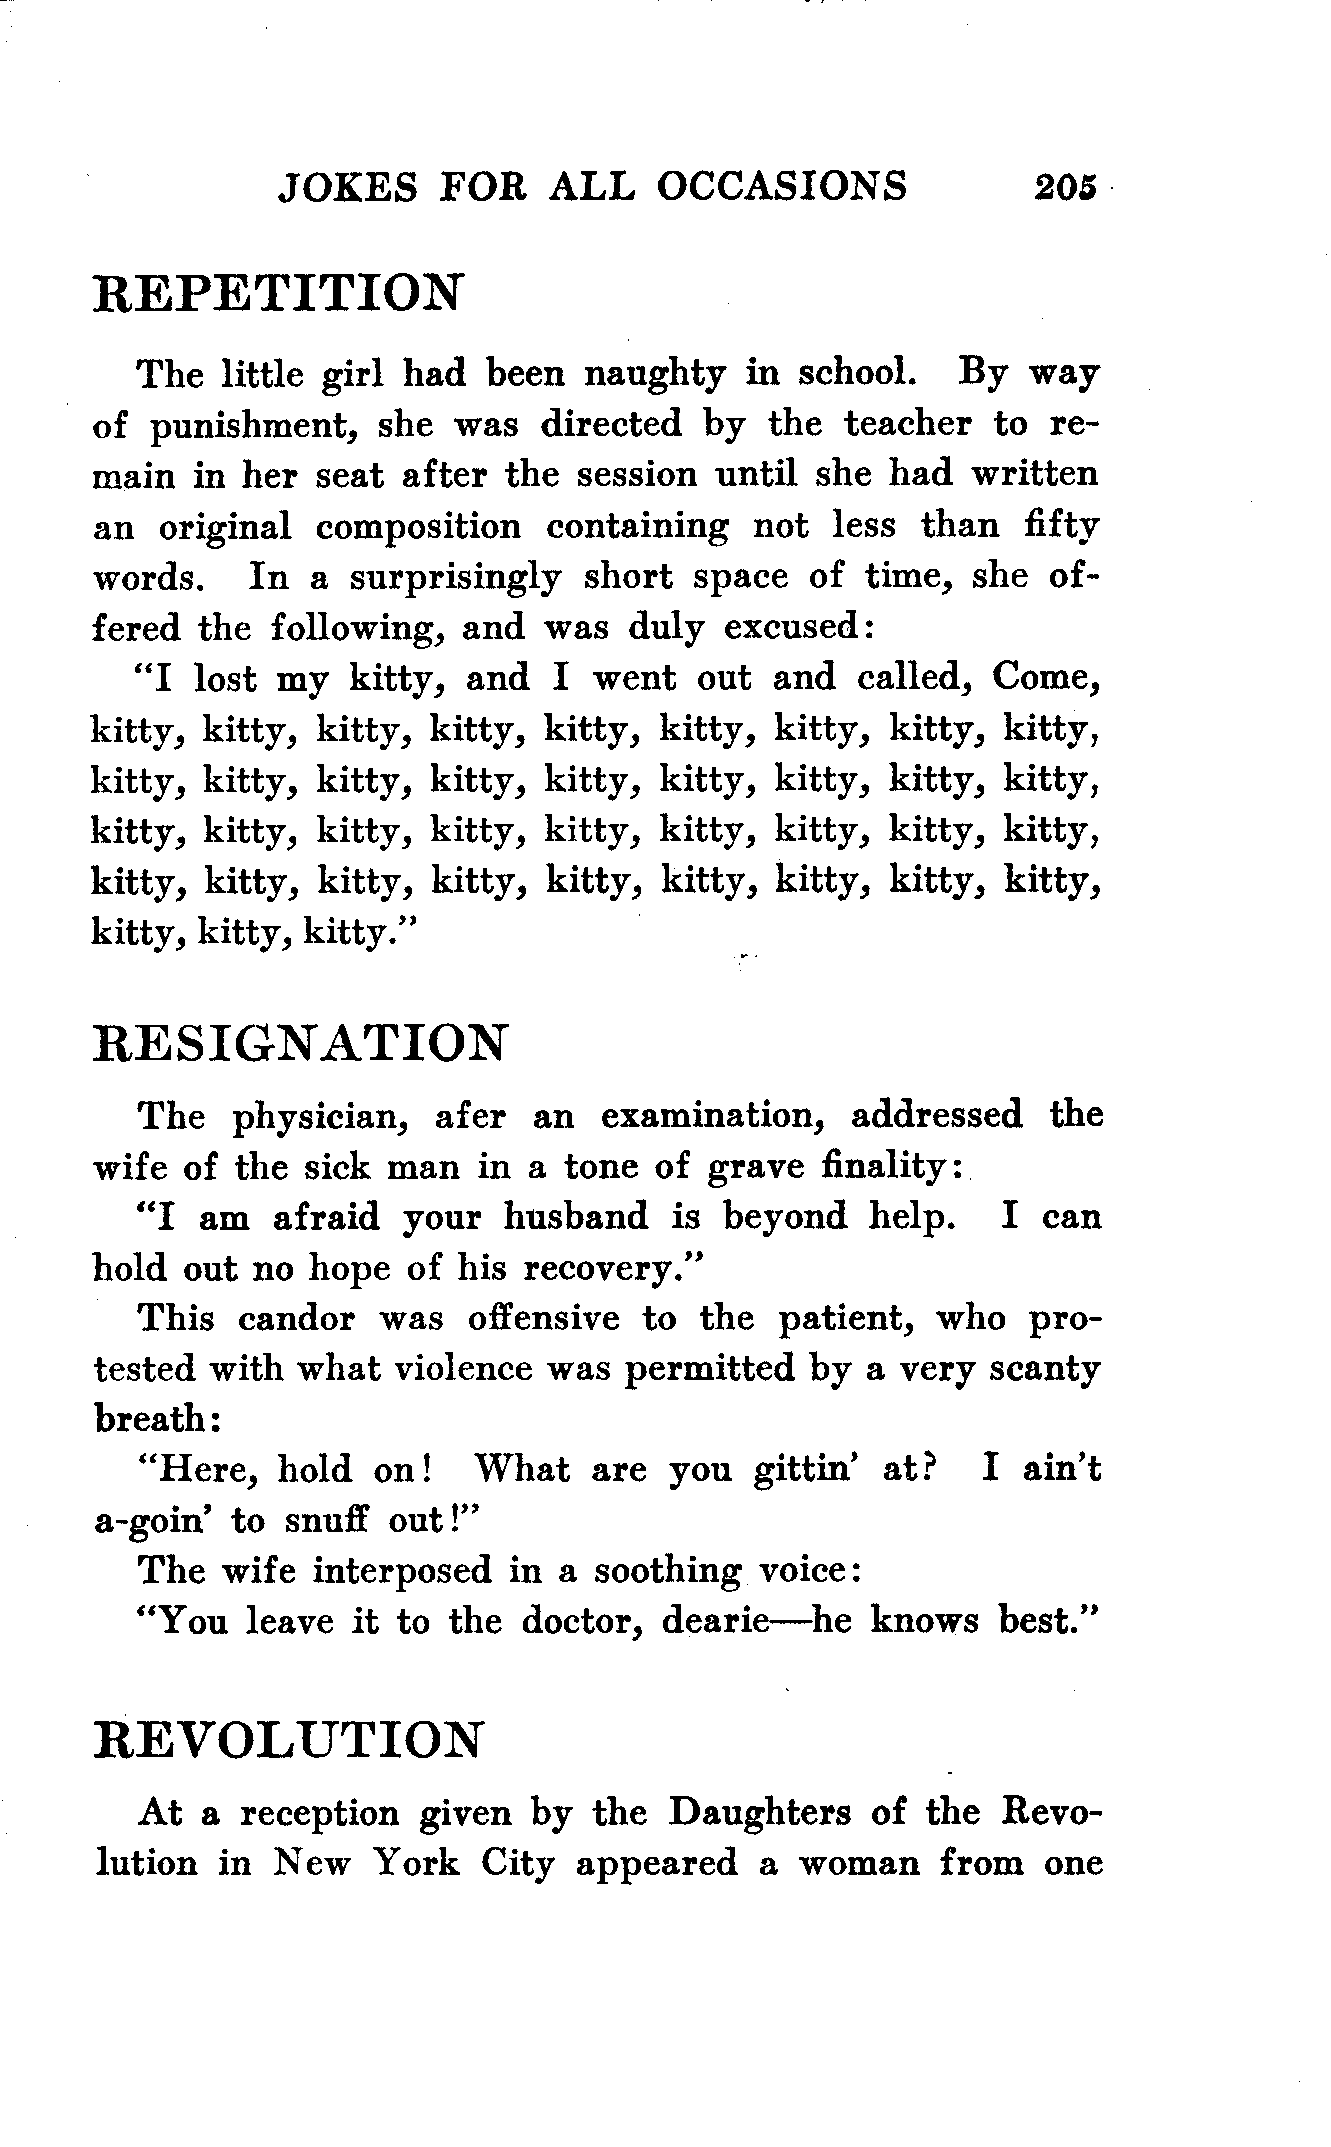 JOKES FOR ALL OCCASIONS 205
REPETITION
The little girl had been naughty in school. By way
of punishment, she was directed by the teacher to re-
main in her seat after the session until she had written
an original composition containing not less than fifty
words. In a surprisingly short space of time, she of-
fered the following, and was duly excused:
"I lost my kitty, and I went out and called, Come,
kitty, kitty, kitty, kitty, kitty, kitty, kitty, kitty, kitty,
kitty, kitty, kitty, kitty, kitty, kitty, kitty, kitty, kitty,
kitty, kitty, kitty, kitty, kitty, kitty, kitty, kitty, kitty,
kitty, kitty, kitty, kitty, kitty, kitty, kitty, kitty, kitty,
kitty, kitty, kitty."
RESIGNATION
The physician, afer an examination, addressed the
wife of the sick man in a tone of grave finality:
"I am afraid your husband is beyond help. I can
hold out no hope of his recovery."
This candor was offensive to the patient, who pro-
tested with what violence was permitted by a very scanty
breath:
"Here, hold on! What are you gittin' at? I ain't
a-goin' to snuff out!"
The wife interposed in a soothing voice:
"You leave it to the doctor, dearie—he knows best."
REVOLUTION
At a reception given by the Daughters of the Revo-
lution in New York City appeared a woman from one